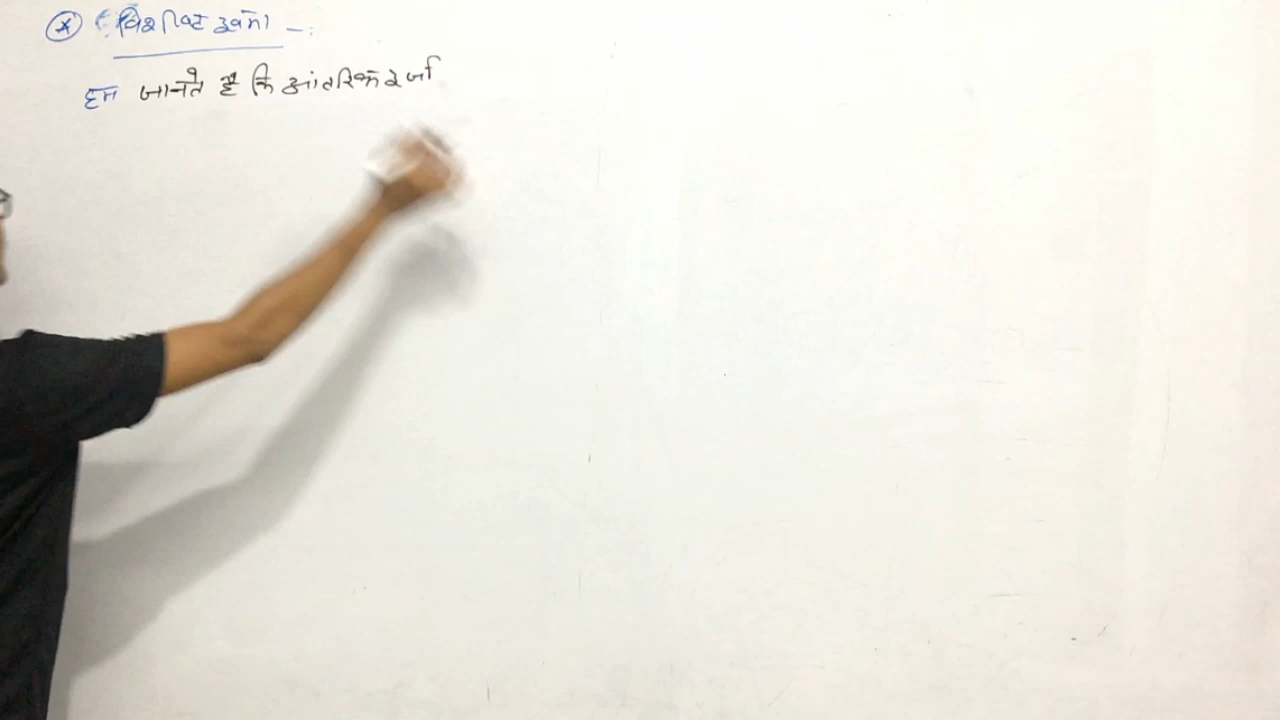 * विशिष्ट ऊष्मा -:
हम जानते है कि आंतरिक ऊर्जा